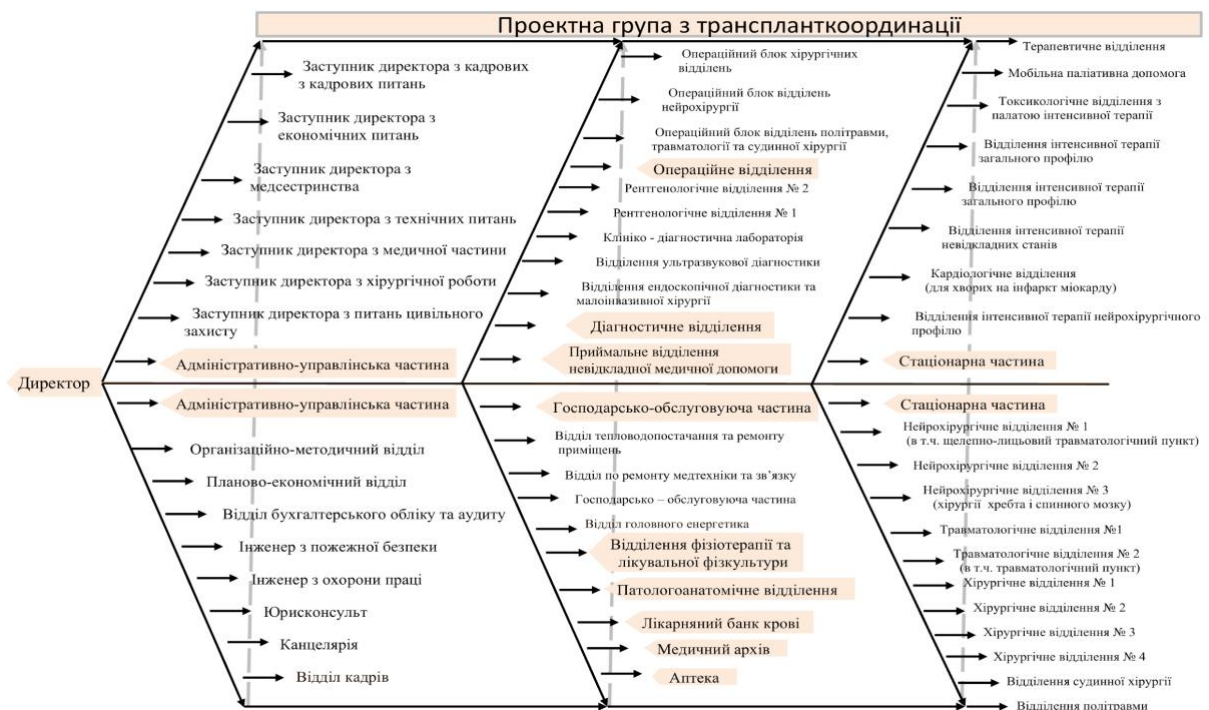 Проектна група з транспланткоординації
Заступник директора з кадрових
з кадрових питань
Заступник директора з
економічних питань
Заступник директора з
медсестринства
Заступник директора з технічних питань
Заступник директора з медичної частини
Заступник директора з хірургічної роботи
Заступник директора з питань цивільного
захисту
Адміністративно-управлінська частина
Операційний блок хірургічних
відділень
Операційний блок відділень
нейрохірургії
Операційний блок відділень політравми,
травматології та судинної хірургії
Операційне відділення
Рентгенологічне відділення № 2
Рентгенологічне відділення № 1
Клініко - діагностична лабораторія
Відділення ультразвукової діагностики
Відділення ендоскопічної діагностики та
малоінвазивної хірургії
Діагностичне відділення
Приймальне відділення
невідкладної медичної допомоги
Терапевтичне відділення
Мобільна паліативна допомога
Токсикологічне відділення з
палатою інтенсивної терапії
Відділення інтенсивної терапії
загального профілю
Відділення інтенсивної терапії
загального профілю
Відділення інтенсивної терапії
невідкладних станів
Кардіологічне відділення
(для хворих на інфаркт міокарду)
Відділення інтенсивної терапії нейрохірургічного
профілю
Стаціонарна частина
Директор
Адміністративно-управлінська частина
Організаційно-методичний відділ
Планово-економічний відділ
Відділ бухгалтерського обліку та аудиту
Інженер з пожежної безпеки
Інженер з охорони праці
Юрисконсульт
Канцелярія
Відділ кадрів
Господарсько-обслуговуюча частина
Відділ тепловодопостачання та ремонту
приміщень
Відділ по ремонту медтехніки та зв’язку
Господарсько – обслуговуюча частина
Відділ головного енергетика
Відділення фізіотерапії та
лікувальної фізкультури
Патологоанатомічне відділення
Лікарняний банк крові
Медичний архів
Аптека
Стаціонарна частина
Нейрохірургічне відділення № 1
(в т.ч. щелепно-лицьовий травматологічний пункт)
Нейрохірургічне відділення № 2
Нейрохірургічне відділення № 3
(хірургії хребта і спинного мозку)
Травматологічне відділення №1
Травматологічне відділення № 2
(в т.ч. травматологічний пункт)
Хірургічне відділення № 1
Хірургічне відділення № 2
Хірургічне відділення № 3
Хірургічне відділення № 4
Відділення судинної хірургії
Відділення політравми